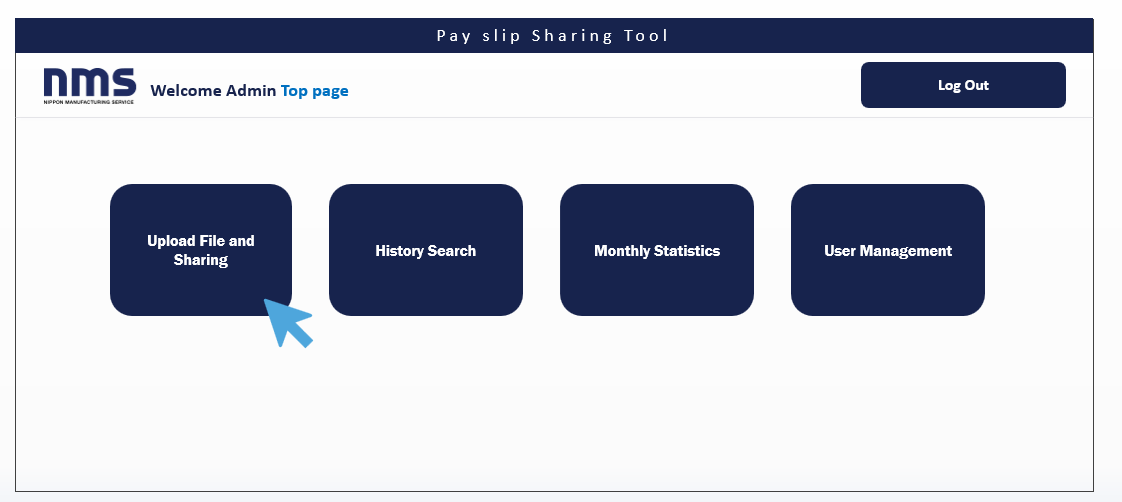 Pay slip Sharing Tool
nms
NIPPON MANUFACTURING SERVICE
Welcome Admin Top page
Log Out
Upload File and
Sharing
History Search
Monthly Statistics
User Management